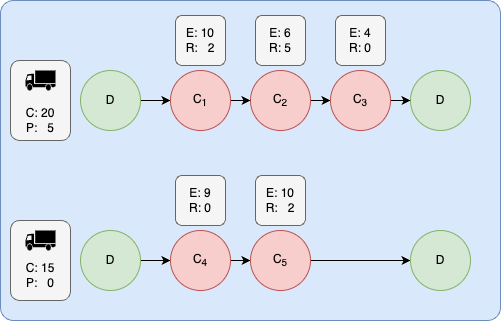 E: 10
R: 2
E: 6
R: 5
E: 4
R: 0
C: 20
P: 5
D
C1
C2
C3
D
E: 9
R: 0
E: 10
R: 2
C: 15
P: 0
D
C4
C5
D